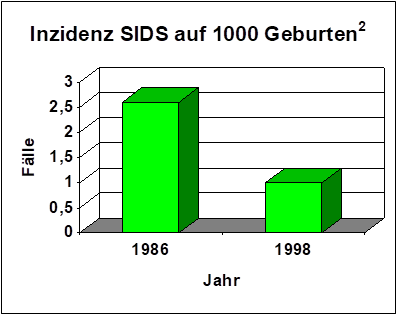 Inzidenz SIDS auf 1000 Geburten²
Fälle
3
2,5
2
1,5
1
0,5
0
1986 1998
Jahr